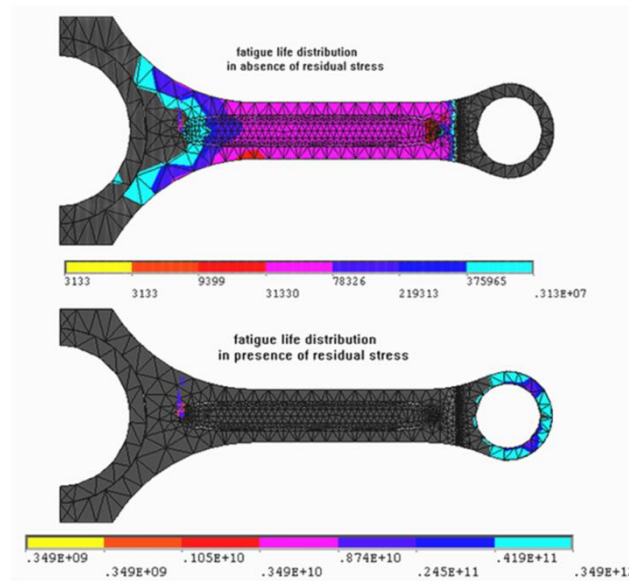 fatigue life distribution
in absence of residual stress
3133 9399 78326 375965
3133 31330 219313 .313E+07
fatigue life distribution
in presence of residual stress
.349E+09 .105E+10 .874E+10 .419E+11
.349E+09 .349E+10 .245E+11